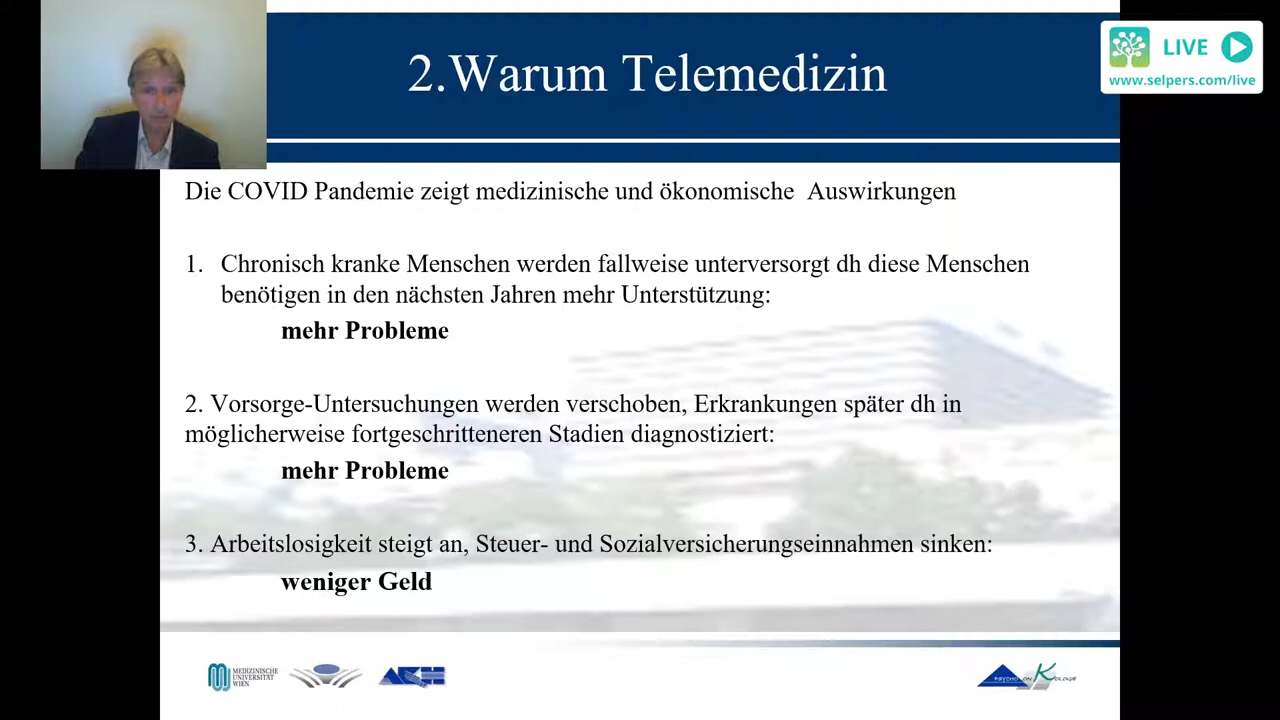 2.Warum Telemedizin
LIVE
www.selpers.com/live
Die COVID Pandemie zeigt medizinische und ökonomische Auswirkungen
1. Chronisch kranke Menschen werden fallweise unterversorgt dh diese Menschen
benötigen in den nächsten Jahren mehr Unterstützung:
mehr Probleme
2. Vorsorge-Untersuchungen werden verschoben, Erkrankungen später dh in
möglicherweise fortgeschritteneren Stadien diagnostiziert:
mehr Probleme
3. Arbeitslosigkeit steigt an, Steuer- und Sozialversicherungseinnahmen sinken:
weniger Geld
MEDIZINISCHE
UNIVERSITÄT
WIEN
AKH